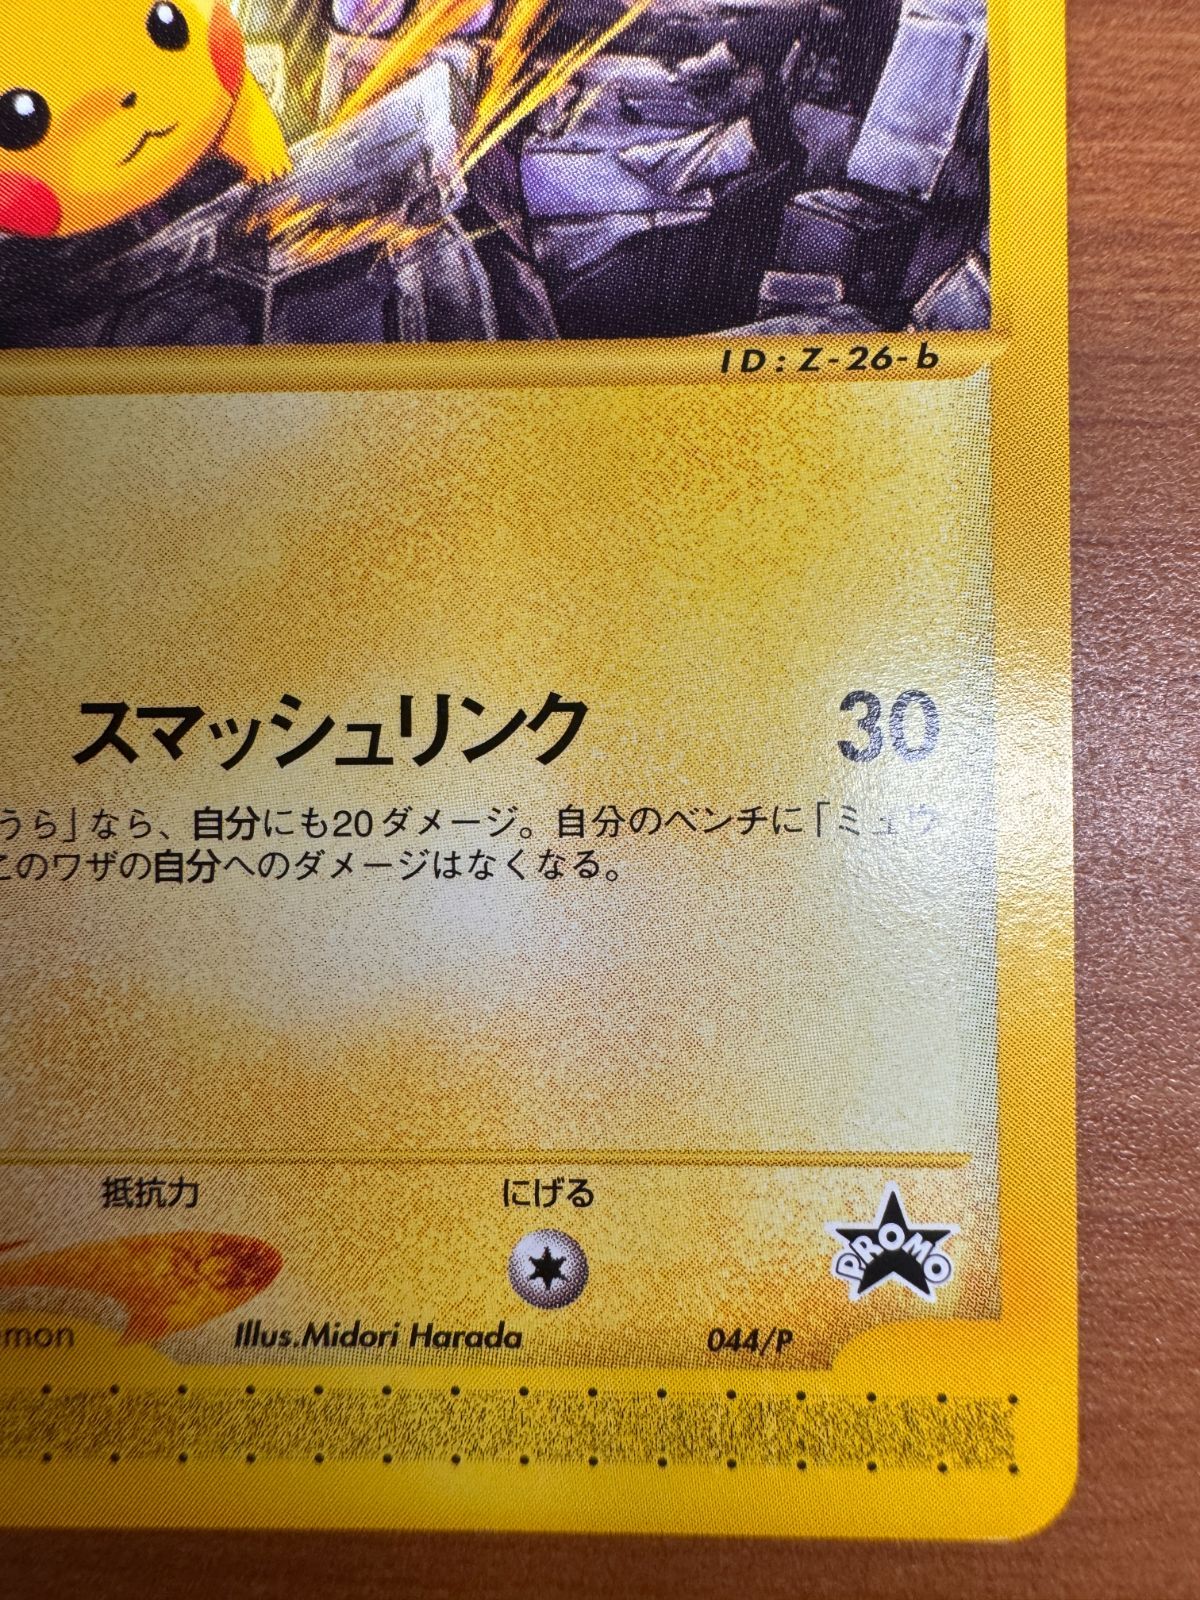 ID:Z-26-b
スマッシュリンク 30
うら」なら、自分にも20ダメージ。自分のベンチに「ミュウ
このワザの自分へのダメージはなくなる。
抵抗力 にげる
PROMO
mon Illus.Midori Harada 044/P